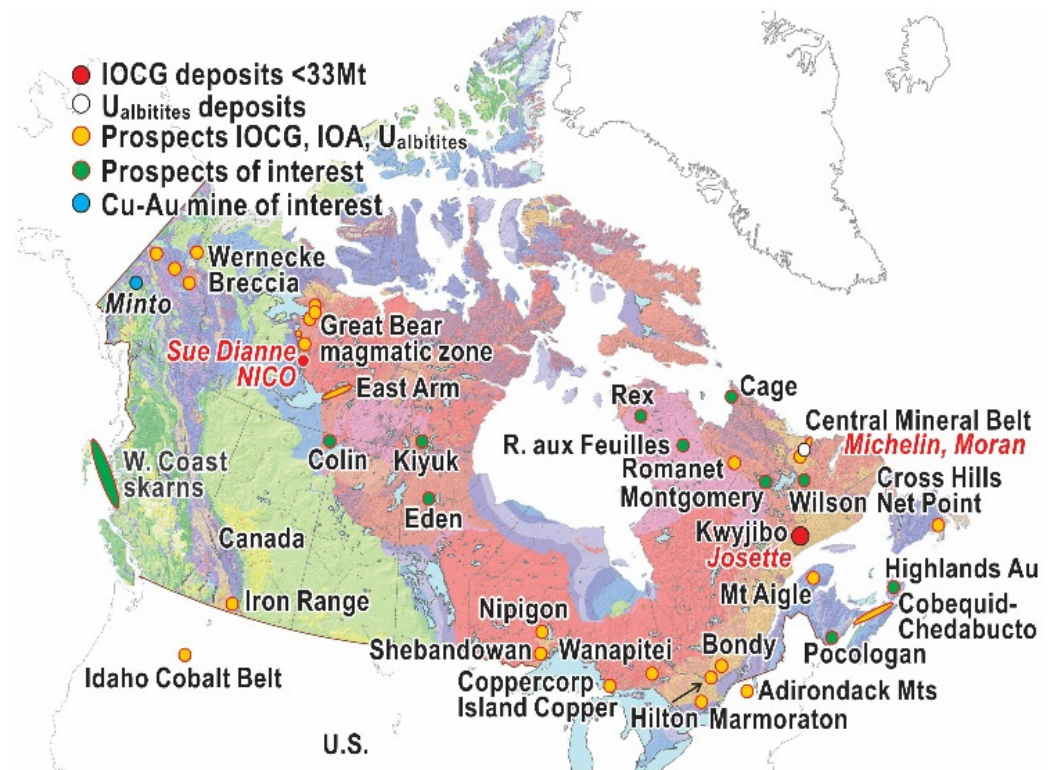 IOCG deposits <33Mt
Ualbitites deposits
Prospects IOCG, IOA, Ualbitites
Prospects of interest
Cu-Au mine of interest
Wernecke
Breccia
Minto
Great Bear
magmatic zone
Sue Dianne
NICO
East Arm
Rex
Cage
Central Mineral Belt
Michelin, Moran
R. aux Feuilles
Romanet
Montgomery
Wilson
Cross Hills
Net Point
W. Coast
skarns
Colin
Kiyuk
Eden
Kwyjibo
Josette
Canada
Iron Range
Mt Aigle
Highlands Au
Cobequid-
Chedabucto
Pocologan
Nipigon
Shebandowan
Wanapitei
Bondy
Coppercorp
Island Copper
Hilton
Marmoraton
Adirondack Mts
Idaho Cobalt Belt
U.S.